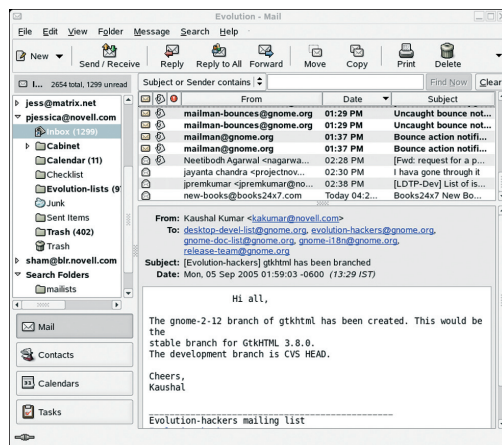 Evolution - Mail
File Edit View Folder Message Search Help
New Send / Receive Reply Reply to All Forward Move Copy Print Delete
I... 2654 total, 1299 unread
Subject or Sender contains Find Now Clear
From Date Subject
jess@matrix.net
pjessica@novell.com
Inbox (1299)
Cabinet
Calendar (11)
Checklist
Evolution-lists (9
Junk
Sent Items
Trash (402)
Trash
sham@blr.novell.com
Search Folders
mailists
mailman-bounces@gnome.org 01:29 PM Uncaught bounce not...
mailman-bounces@gnome.org 01:29 PM Uncaught bounce not...
mailman@gnome.org 01:37 PM Bounce action notifi...
mailman@gnome.org 01:37 PM Bounce action notifi...
Neetibodh Agarwal <nagarwa... 02:28 PM [Fwd: request for a p...
jayanta chandra <projectnov... 02:30 PM I hava gone through it
jpremkumar <jpremkumar@no... 02:38 PM [LDTP-Dev] List of is...
new-books@books24x7.com Today 04:2... Books24x7 New Bo...
From: Kaushal Kumar <kakumar@novell.com>
To: desktop-devel-list@gnome.org, evolution-hackers@gnome.org,
gnome-doc-list@gnome.org, gnome-i18n@gnome.org,
release-team@gnome.org
Subject: [Evolution-hackers] gtkhtml has been branched
Date: Mon, 05 Sep 2005 01:59:03 -0600 (13:29 IST)
Hi all,
The gnome-2-12 branch of gtkhtml has been created. This would be
the
stable branch for GtkHTML 3.8.0.
The development branch is CVS HEAD.
Cheers,
Kaushal
Evolution-hackers mailing list
Mail
Contacts
Calendars
Tasks